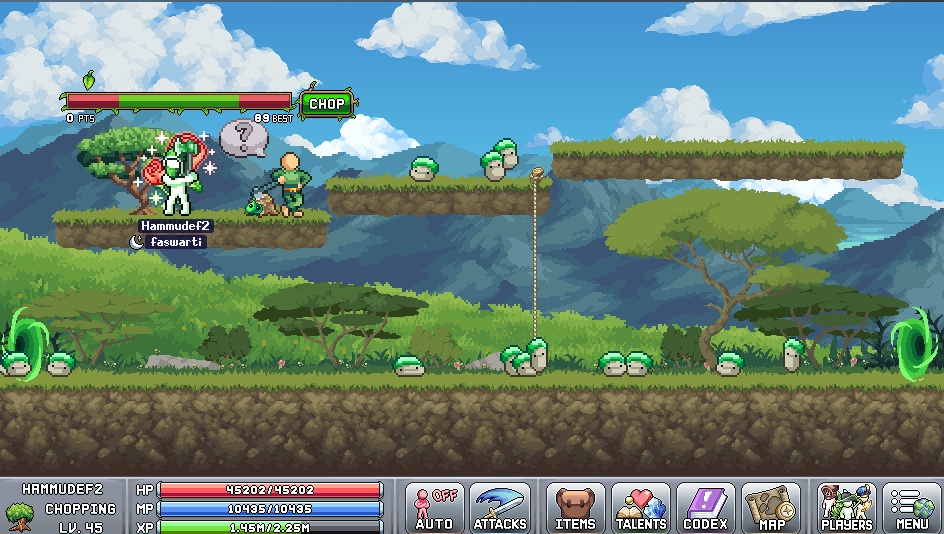 CHOP
0 PTS
89 BEST
?
Hammudef2
faswarti
HAMMUDEF2
CHOPPING
LV. 45
HP 45202/45202
MP 10435/10435
XP 1.45M/2.25M
OFF
AUTO
ATTACKS
ITEMS
TALENTS
CODEX
MAP
PLAYERS
MENU